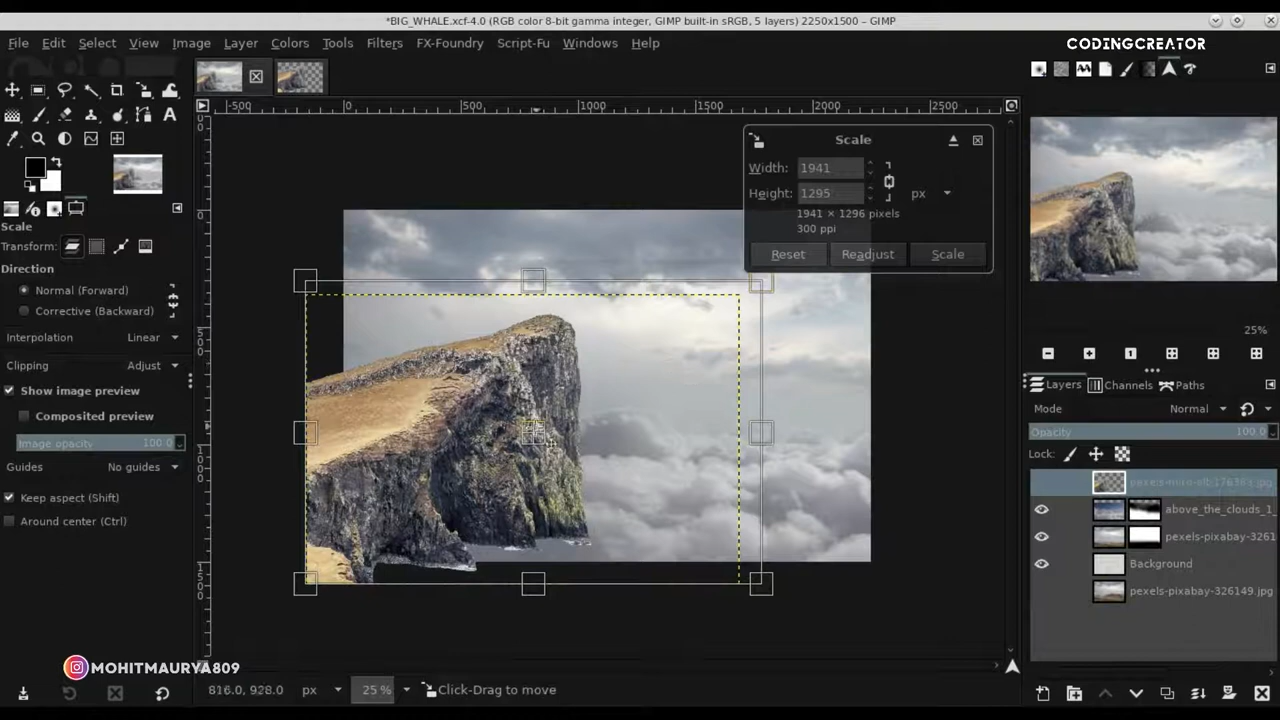 *BIG_WHALE.xcf-4.0 (RGB color 8-bit gamma integer, GIMP built-in sRGB, 5 layers) 2250x1500 – GIMP
File Edit Select View Image Layer Colors Tools Filters FX-Foundry Script-Fu Windows Help
CODINGCREATOR
-500 0 500 1000 1500 2000 2500
Scale
Width: 1941
Height: 1295 px
1941 × 1296 pixels
300 ppi
Reset Readjust Scale
Scale
Transform:
Direction
Normal (Forward)
Corrective (Backward)
Interpolation Linear
Clipping Adjust
Show image preview
Composited preview
Image opacity 100.0
Guides No guides
Keep aspect (Shift)
Around center (Ctrl)
0
500
1000
1500
25%
Layers Channels Paths
Mode Normal
Opacity 100.0
Lock:
above_the_clouds_1_
pexels-pixabay-3261
Background
pexels-pixabay-326149.jpg
MOHITMAURYA809
816.0, 928.0 px 25 % Click-Drag to move